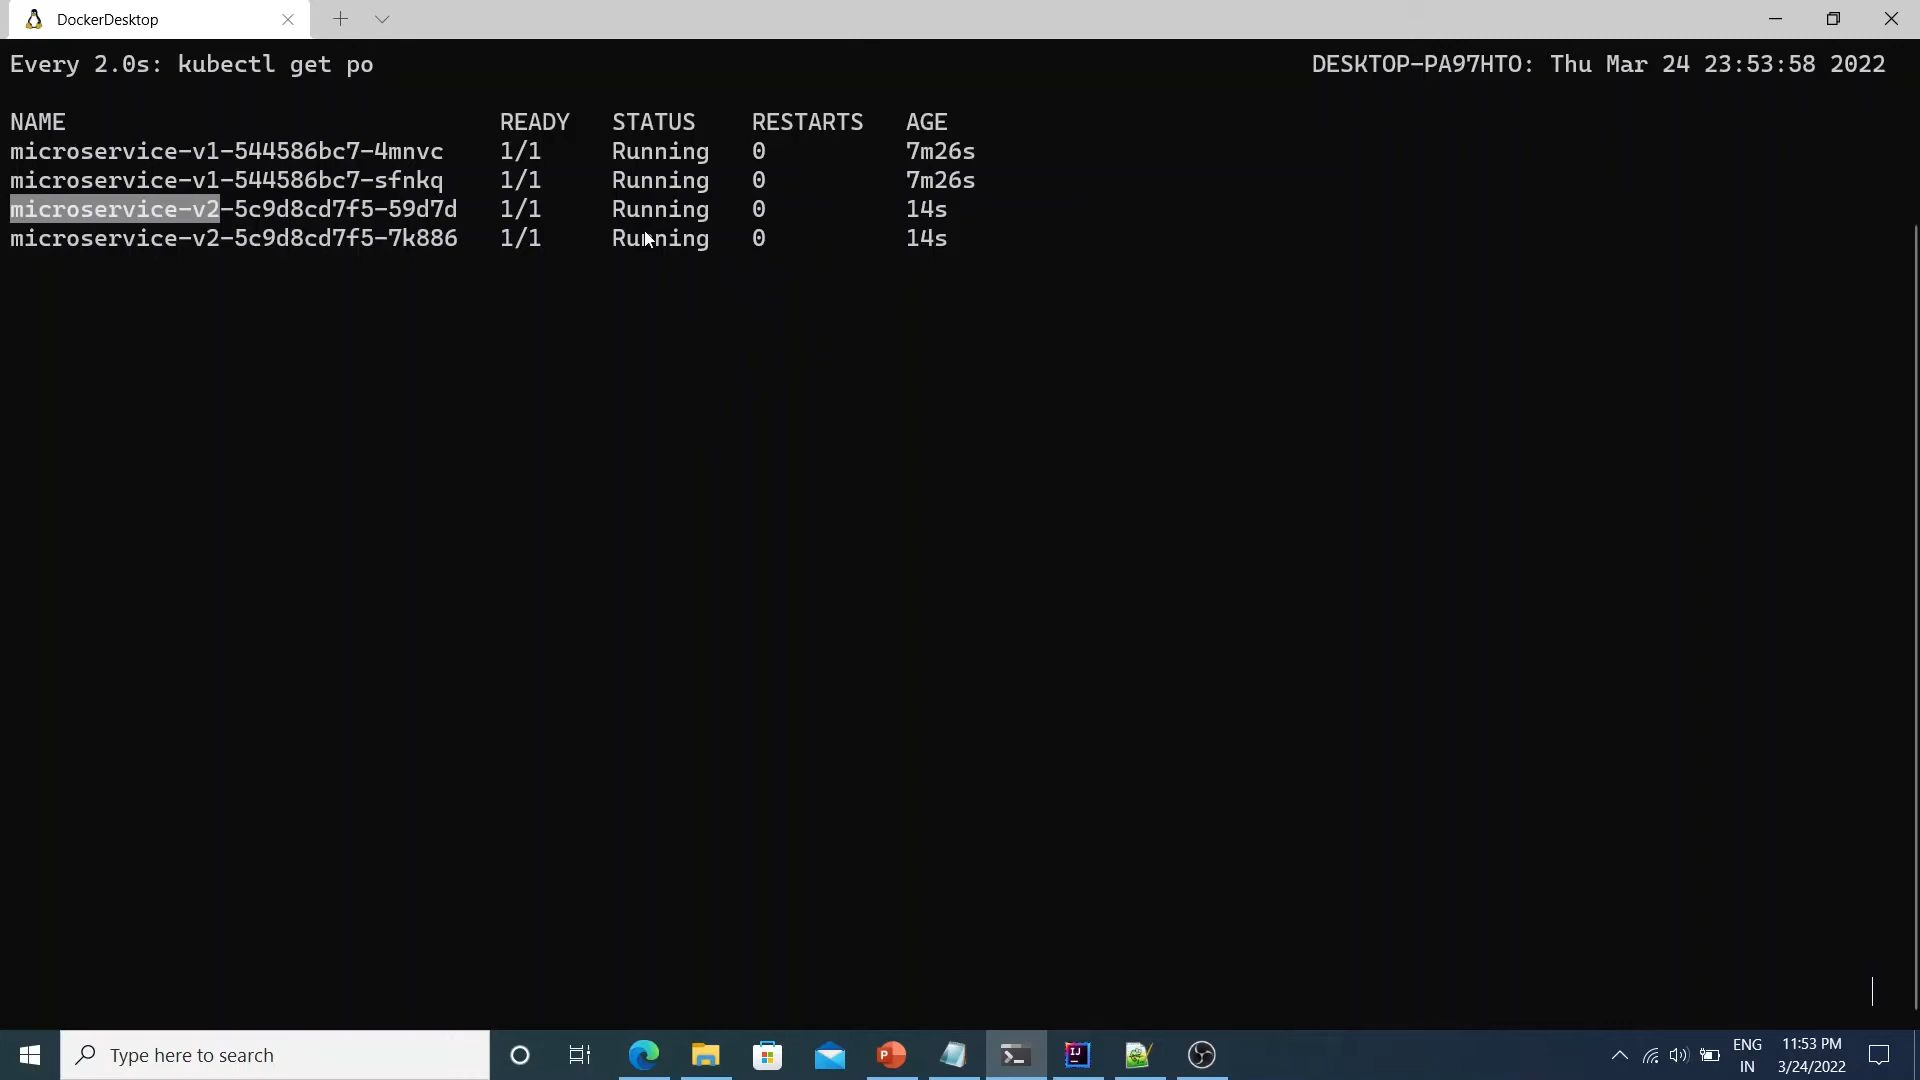 DockerDesktop
Every 2.0s: kubectl get po DESKTOP-PA97HTO: Thu Mar 24 23:53:58 2022
NAME READY STATUS RESTARTS AGE
microservice-v1-544586bc7-4mnvc 1/1 Running 0 7m26s
microservice-v1-544586bc7-sfnkq 1/1 Running 0 7m26s
microservice-v2-5c9d8cd7f5-59d7d 1/1 Running 0 14s
microservice-v2-5c9d8cd7f5-7k886 1/1 Running 0 14s
Type here to search
ENG
IN
11:53 PM
3/24/2022